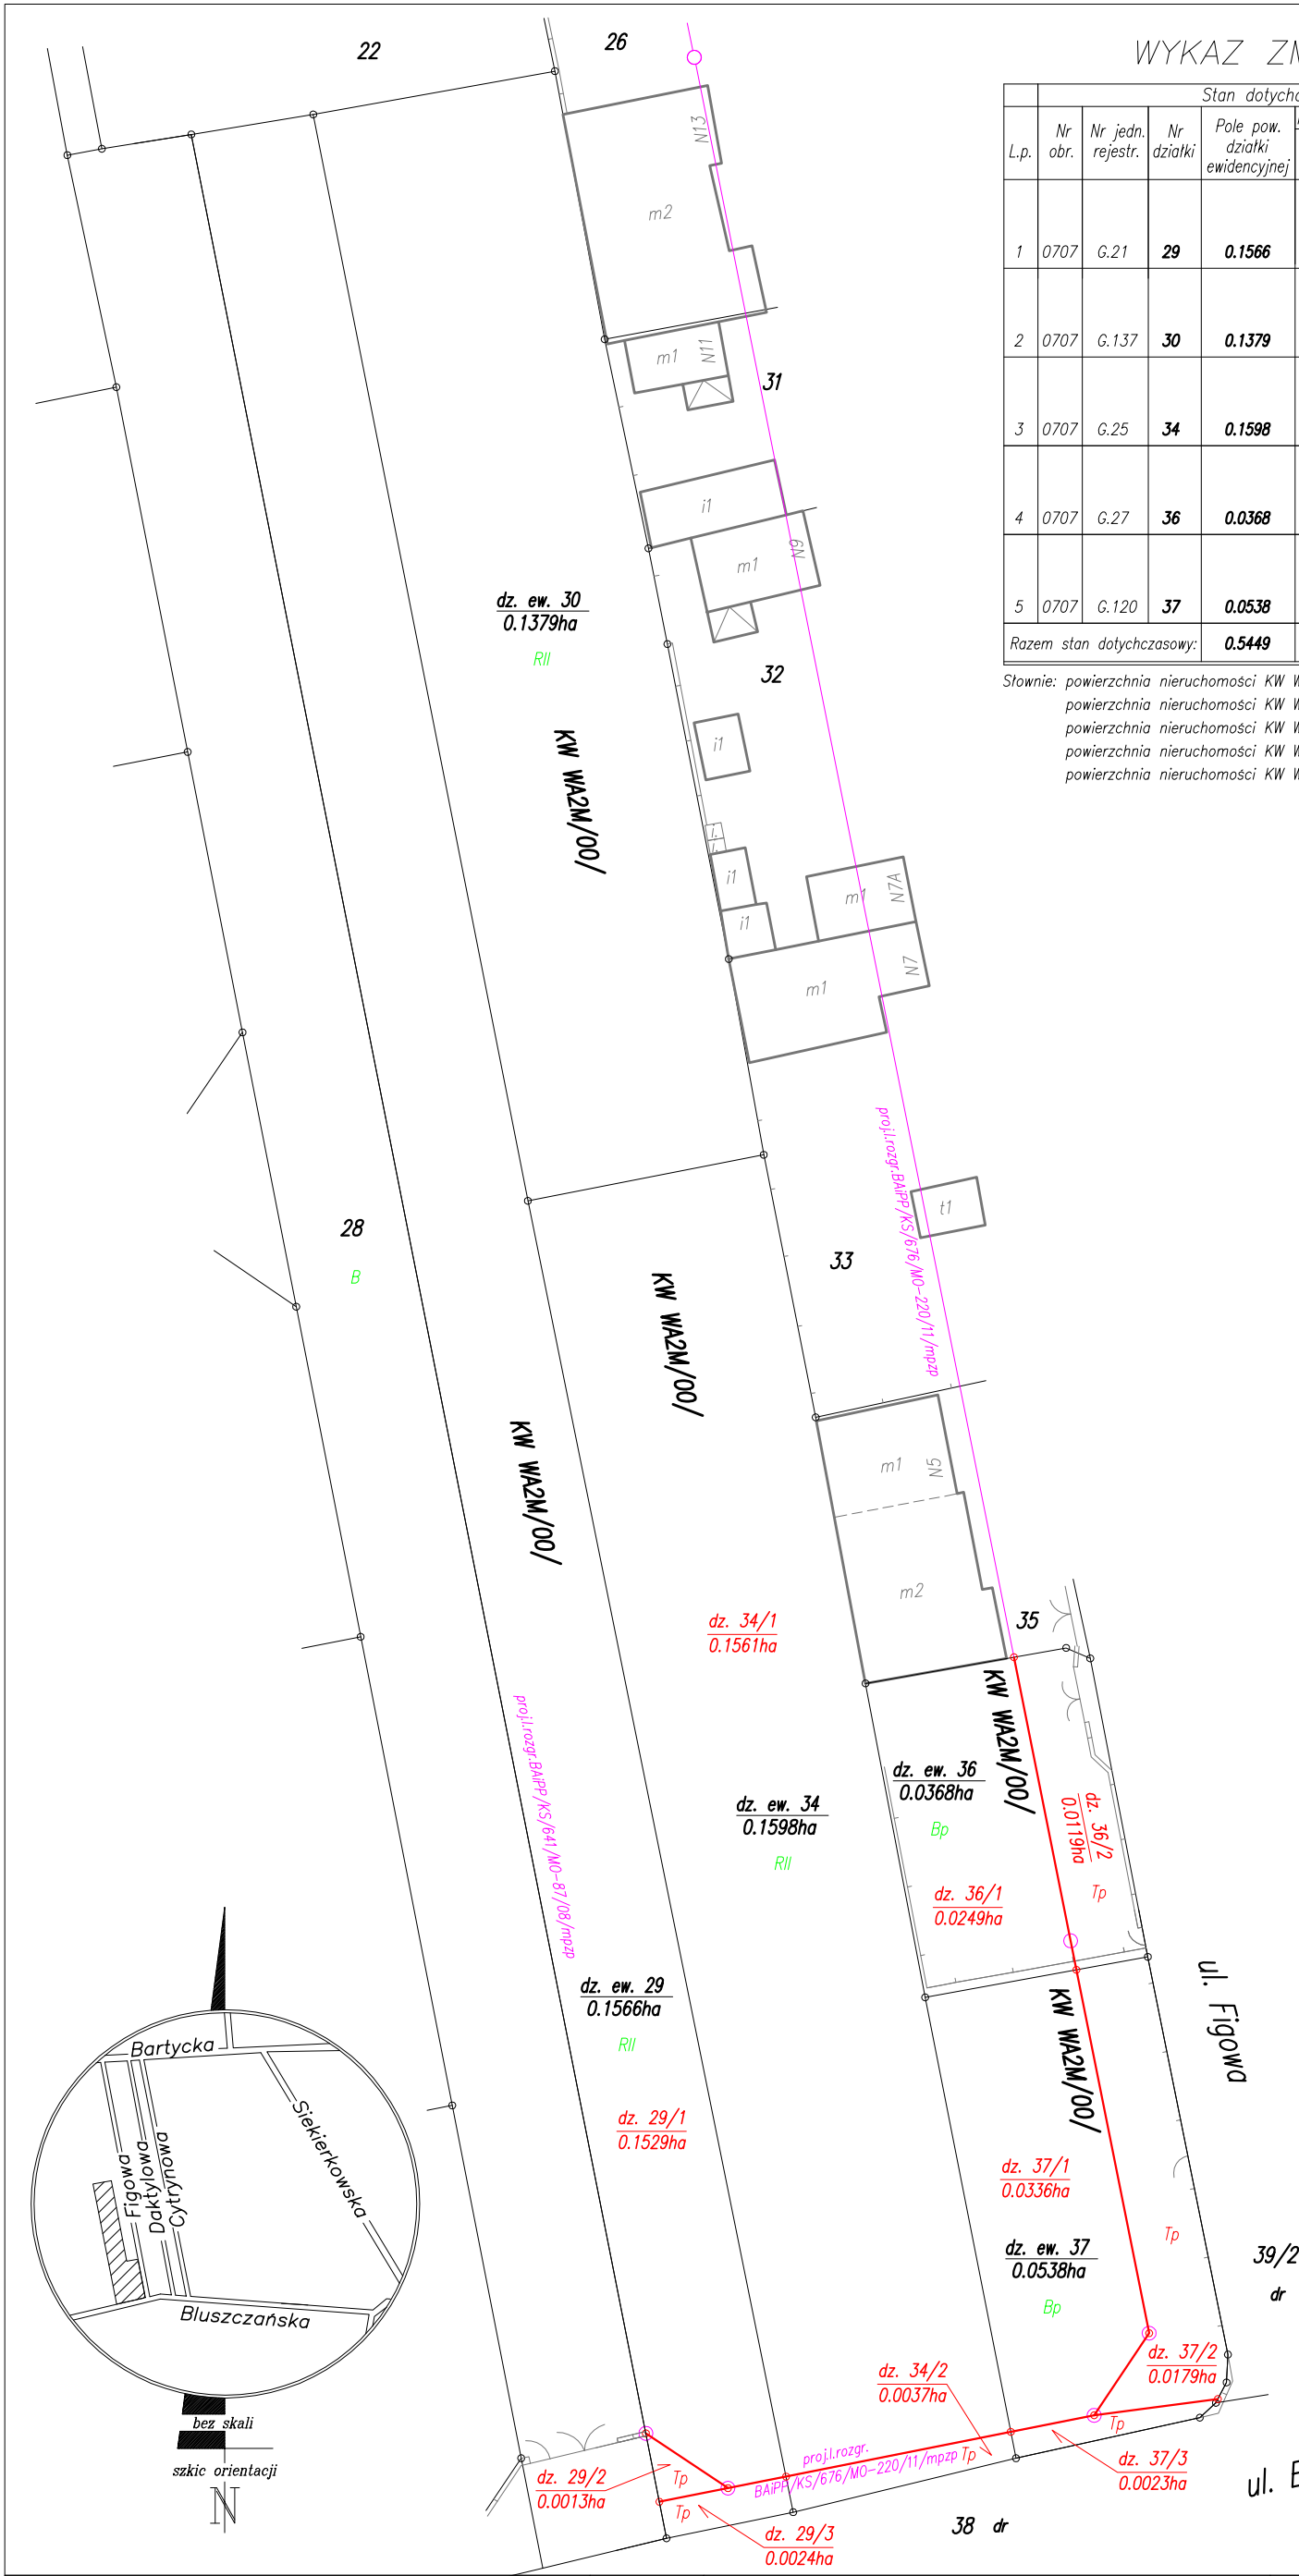 22
26
WYKAZ
Stan
L.p.
Nr obr.
Nr jedn. rejestr.
Nr działki
Pole pow. działki ewidencyjnej
1 0707 G.21 29 0.1566
2 0707 G.137 30 0.1379
3 0707 G.25 34 0.1598
4 0707 G.27 36 0.0368
5 0707 G.120 37 0.0538
Razem stan dotychczasowy: 0.5449
Słownie: powierzchnia nieruchomości KW W
powierzchnia nieruchomości KW W
powierzchnia nieruchomości KW W
powierzchnia nieruchomości KW W
powierzchnia nieruchomości KW W
N13
m2
m1
N11
31
i1
m1
N9
dz. ew. 30
0.1379ha
RII
32
i1
KW WA2M/00/
i.
i.
i1
i1
m1
N7A
m1
N7
proj.l.rozgr.BAiPP/KS/676/MO-220/11/mpzp
t1
28
B
33
KW WA2M/00/
KW WA2M/00/
m1
N5
m2
dz. 34/1
0.1561ha
35
KW WA2M/00/
proj.l.rozgr.BAiPP/KS/641/MO-87/08/mpzp
dz. ew. 36
0.0368ha
Bp
dz. 36/2
0.0119ha
Tp
dz. ew. 34
0.1598ha
RII
dz. 36/1
0.0249ha
dz. ew. 29
0.1566ha
RII
ul. Figowa
KW WA2M/00/
dz. 29/1
0.1529ha
dz. 37/1
0.0336ha
Tp
dz. ew. 37
0.0538ha
Bp
39/2
dr
Bartycka
Siekierkowska
Figowa
Daktylowa
Cytrynowa
Bluszczańska
bez skali
szkic orientacji
N
dz. 37/2
0.0179ha
dz. 34/2
0.0037ha
Tp
proj.l.rozgr.
BAiPP/KS/676/MO-220/11/mpzp
Tp
dz. 37/3
0.0023ha
dz. 29/2
0.0013ha
Tp
Tp
dz. 29/3
0.0024ha
38 dr
ul.